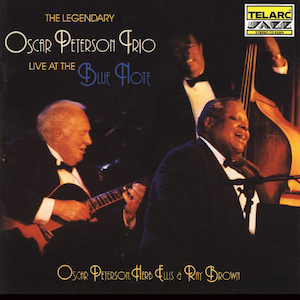 THE LEGENDARY
OSCAR PETERSON TRIO
LIVE AT THE
BLUE NOTE
TELARC
JAZZ
OSCAR PETERSON, HERB ELLIS & RAY BROWN